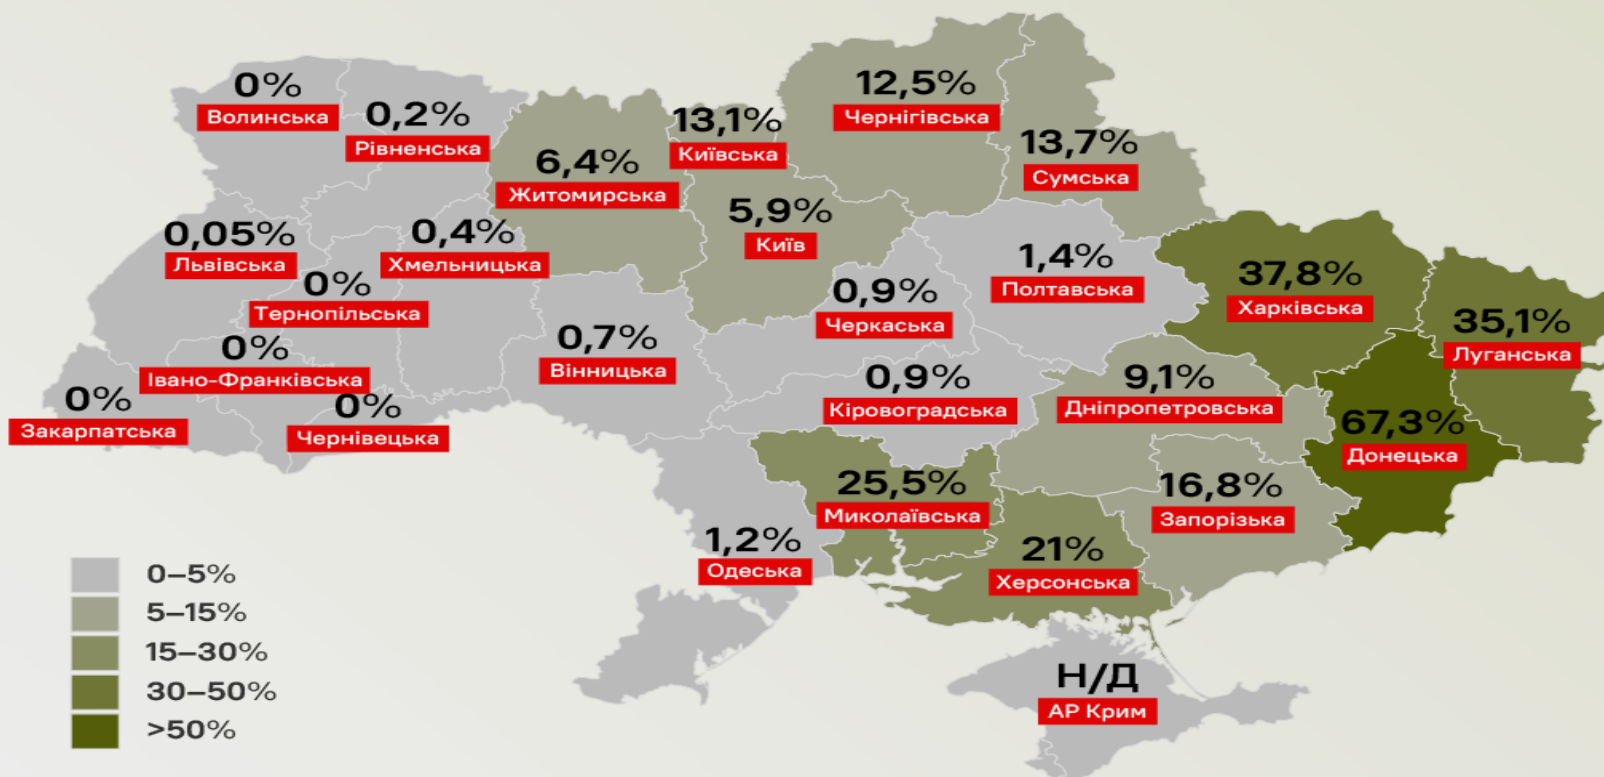 0%
Волинська
0,2%
Рівненська
6,4%
Житомирська
13,1%
Київська
12,5%
Чернігівська
13,7%
Сумська
0,05%
Львівська
0,4%
Хмельницька
5,9%
Київ
1,4%
Полтавська
37,8%
Харківська
35,1%
Луганська
0%
Тернопільська
0,9%
Черкаська
0%
Івано-Франківська
0,7%
Вінницька
0,9%
Кіровоградська
9,1%
Дніпропетровська
67,3%
Донецька
0%
Закарпатська
0%
Чернівецька
25,5%
Миколаївська
16,8%
Запорізька
1,2%
Одеська
21%
Херсонська
Н/Д
АР Крим
0–5%
5–15%
15–30%
30–50%
>50%